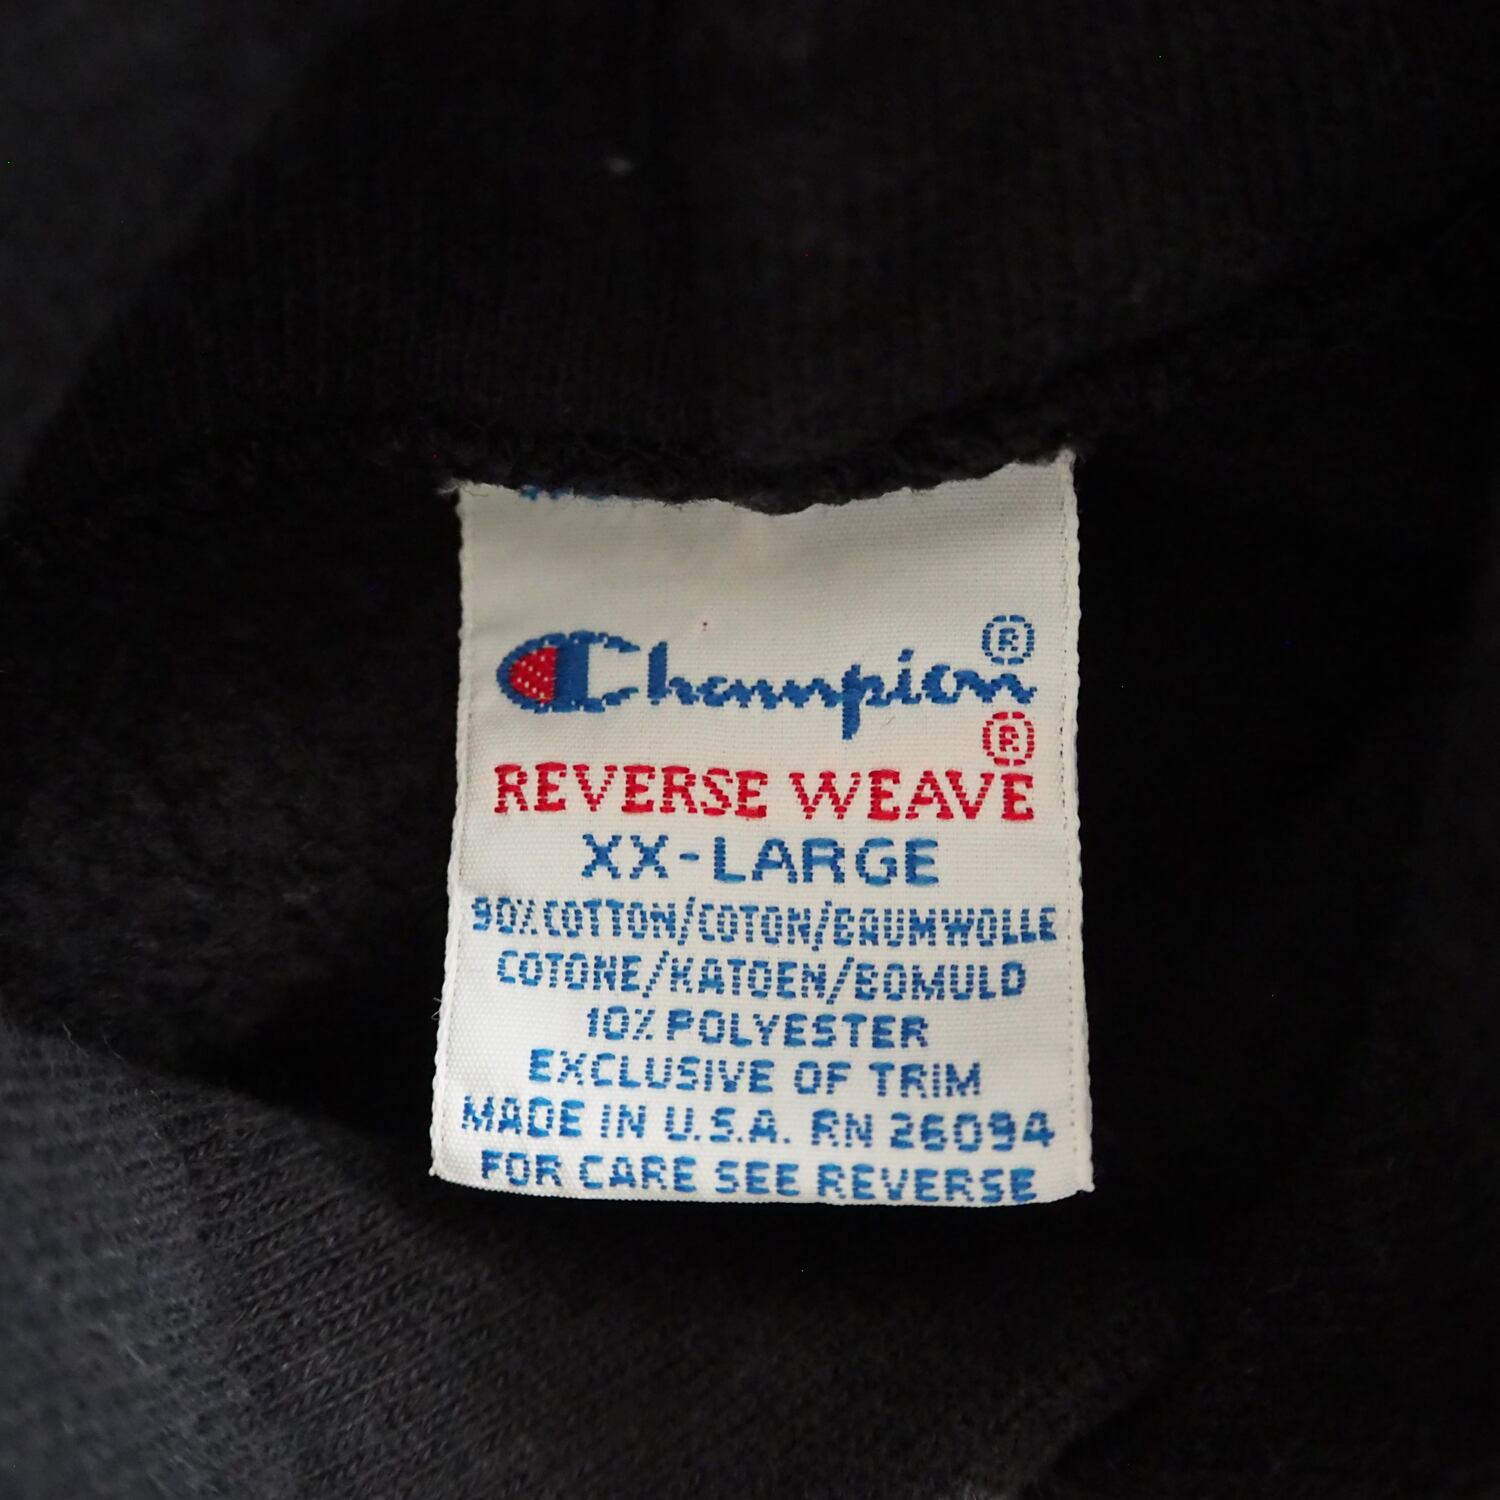 Champion®
REVERSE WEAVE®
XX-LARGE
90% COTTON/COTON/BAUMWOLLE
COTONE/KATOEN/BOMULD
10% POLYESTER
EXCLUSIVE OF TRIM
MADE IN U.S.A. RN 26094
FOR CARE SEE REVERSE